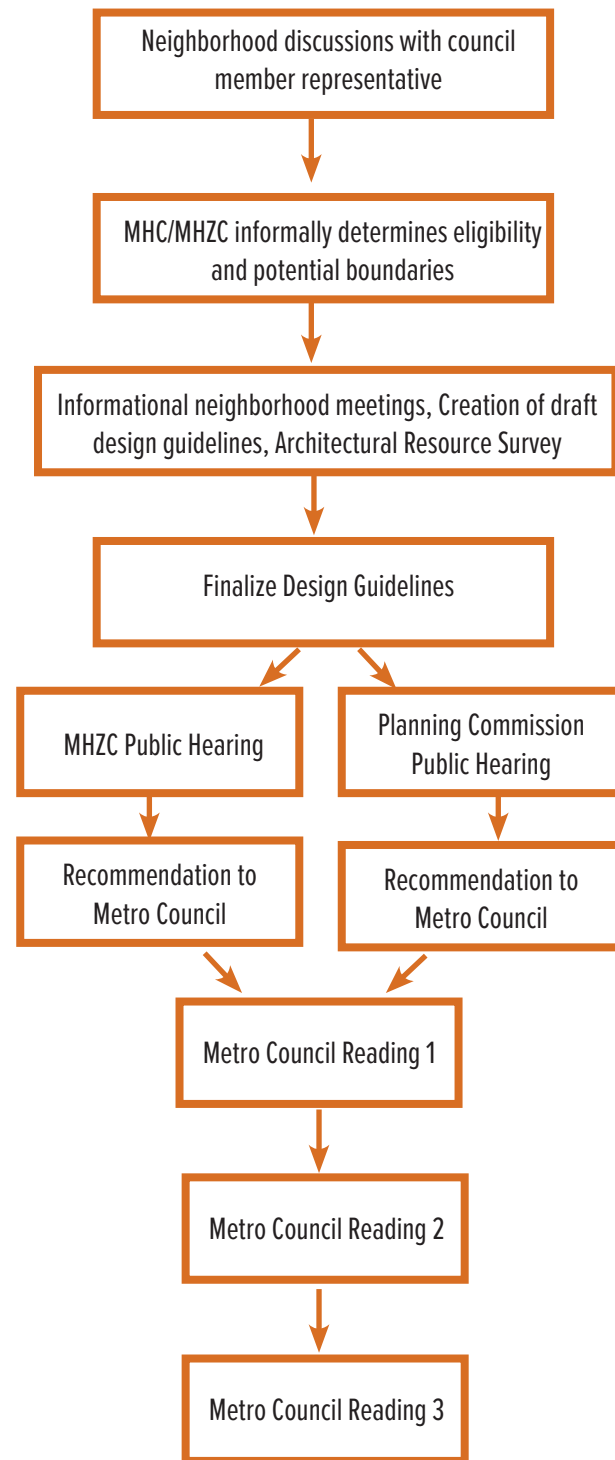 Neighborhood discussions with council
member representative
MHC/MHZC informally determines eligibility
and potential boundaries
Informational neighborhood meetings, Creation of draft
design guidelines, Architectural Resource Survey
Finalize Design Guidelines
MHZC Public Hearing
Planning Commission
Public Hearing
Recommendation to
Metro Council
Recommendation to
Metro Council
Metro Council Reading 1
Metro Council Reading 2
Metro Council Reading 3